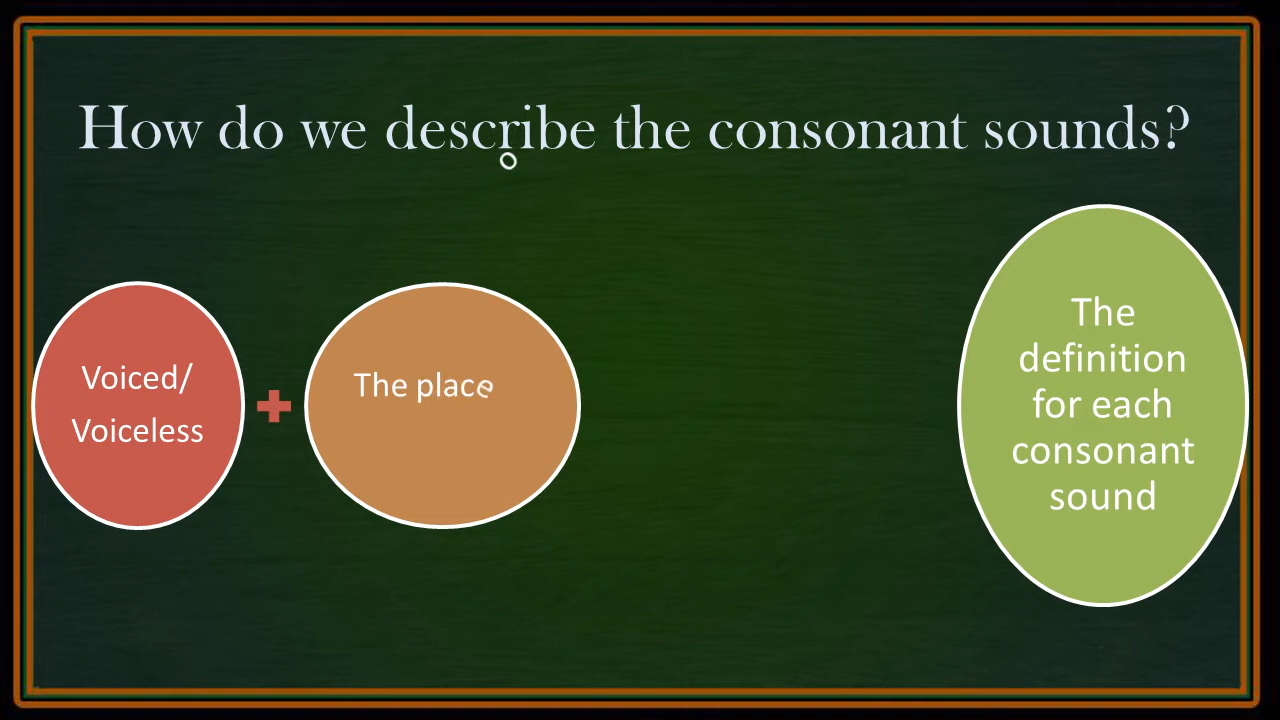 How do we describe the consonant sounds?
Voiced/
Voiceless
The place
o
The
definition
for each
consonant
sound